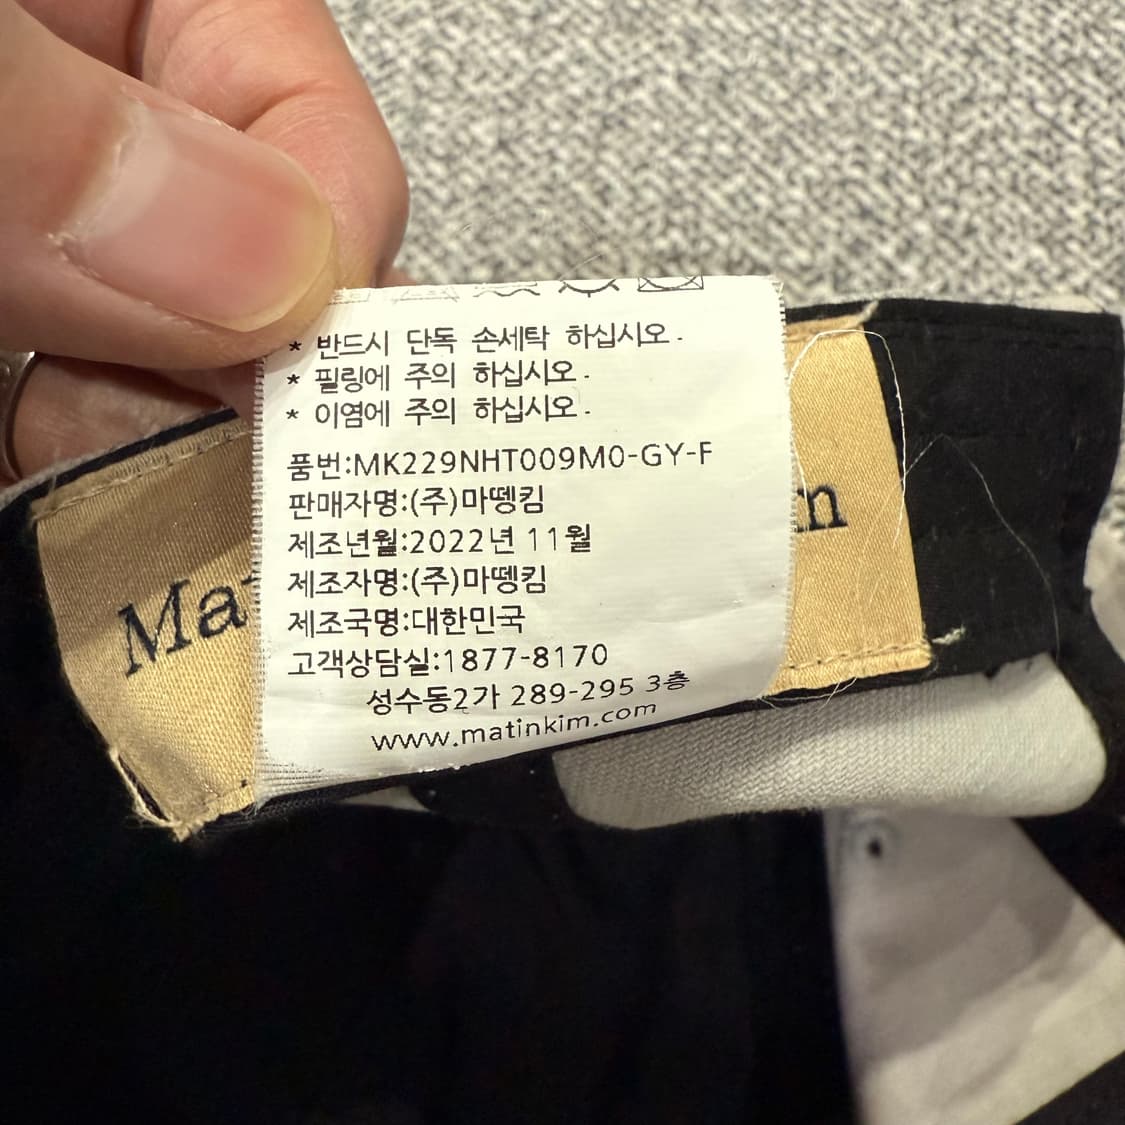 * 반드시 단독 손세탁 하십시오.
* 필링에 주의 하십시오.
* 이염에 주의 하십시오.
품번:MK229NHT009M0-GY-F
판매자명:(주)마뗑킴
제조년월:2022년 11월
제조자명:(주)마뗑킴
제조국명:대한민국
고객상담실:1877-8170
성수동2가 289-295 3층
www.matinkim.com